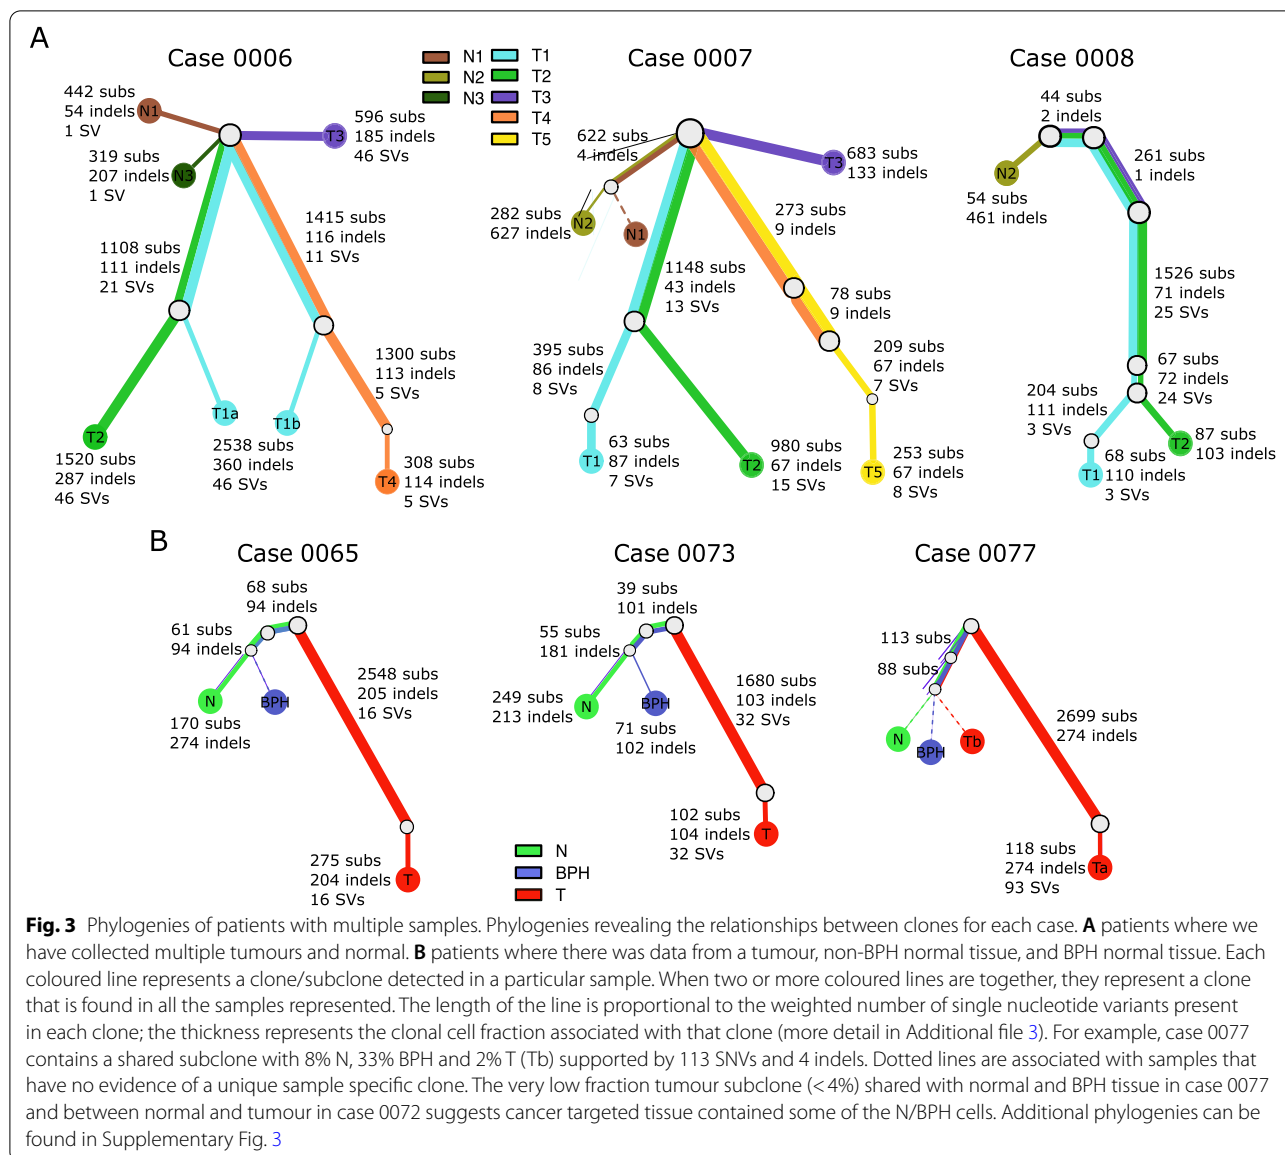 A
Case 0006
442 subs
54 indels
1 SV
N1
319 subs
207 indels
1 SV
N3
596 subs
185 indels
46 SVs
T3
1108 subs
111 indels
21 SVs
1415 subs
116 indels
11 SVs
1300 subs
113 indels
5 SVs
T2
1520 subs
287 indels
46 SVs
T1a
T1b
2538 subs
360 indels
46 SVs
T4
308 subs
114 indels
5 SVs
N1
N2
N3
T1
T2
T3
T4
T5
Case 0007
622 subs
4 indels
282 subs
627 indels
N2
N1
T3
683 subs
133 indels
273 subs
9 indels
1148 subs
43 indels
13 SVs
78 subs
9 indels
395 subs
86 indels
8 SVs
209 subs
67 indels
7 SVs
T1
63 subs
87 indels
7 SVs
T2
980 subs
67 indels
15 SVs
T5
253 subs
67 indels
8 SVs
Case 0008
44 subs
2 indels
N2
54 subs
461 indels
261 subs
1 indels
1526 subs
71 indels
25 SVs
67 subs
72 indels
24 SVs
204 subs
111 indels
3 SVs
T1
68 subs
110 indels
3 SVs
T2
87 subs
103 indels
B
Case 0065
68 subs
94 indels
61 subs
94 indels
N
170 subs
274 indels
BPH
2548 subs
205 indels
16 SVs
275 subs
204 indels
16 SVs
T
Case 0073
39 subs
101 indels
55 subs
181 indels
249 subs
213 indels
N
BPH
71 subs
102 indels
1680 subs
103 indels
32 SVs
102 subs
104 indels
32 SVs
T
N
BPH
T
Case 0077
113 subs
88 subs
N
BPH
Tb
2699 subs
274 indels
118 subs
274 indels
93 SVs
Ta
Fig. 3 Phylogenies of patients with multiple samples. Phylogenies revealing the relationships between clones for each case. A patients where we
have collected multiple tumours and normal. B patients where there was data from a tumour, non-BPH normal tissue, and BPH normal tissue. Each
coloured line represents a clone/subclone detected in a particular sample. When two or more coloured lines are together, they represent a clone
that is found in all the samples represented. The length of the line is proportional to the weighted number of single nucleotide variants present
in each clone; the thickness represents the clonal cell fraction associated with that clone (more detail in Additional file 3). For example, case 0077
contains a shared subclone with 8% N, 33% BPH and 2% T (Tb) supported by 113 SNVs and 4 indels. Dotted lines are associated with samples that
have no evidence of a unique sample specific clone. The very low fraction tumour subclone (< 4%) shared with normal and BPH tissue in case 0077
and between normal and tumour in case 0072 suggests cancer targeted tissue contained some of the N/BPH cells. Additional phylogenies can be
found in Supplementary Fig. 3